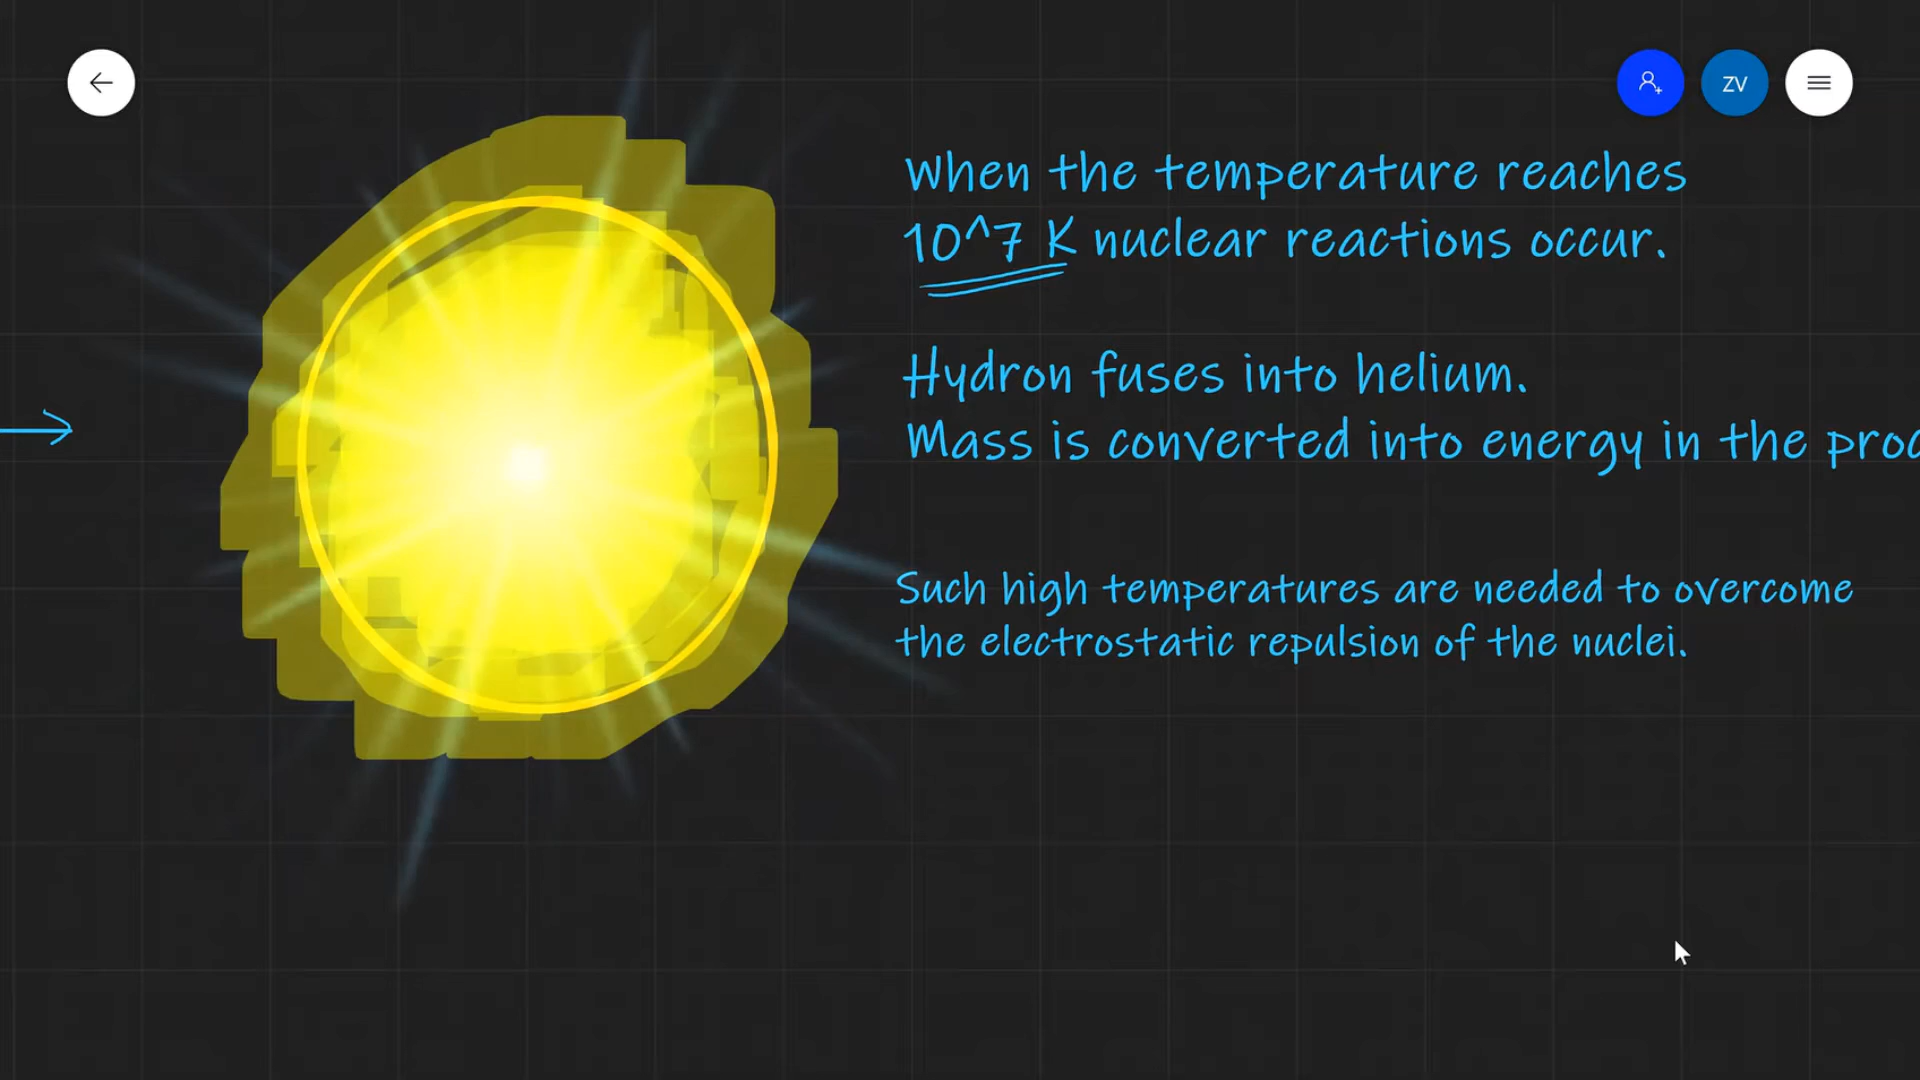 ZV
When the temperature reaches
10^7 K nuclear reactions occur.
Hydron fuses into helium.
Mass is converted into energy in the
Such high temperatures are needed to overcome
the electrostatic repulsion of the nuclei.